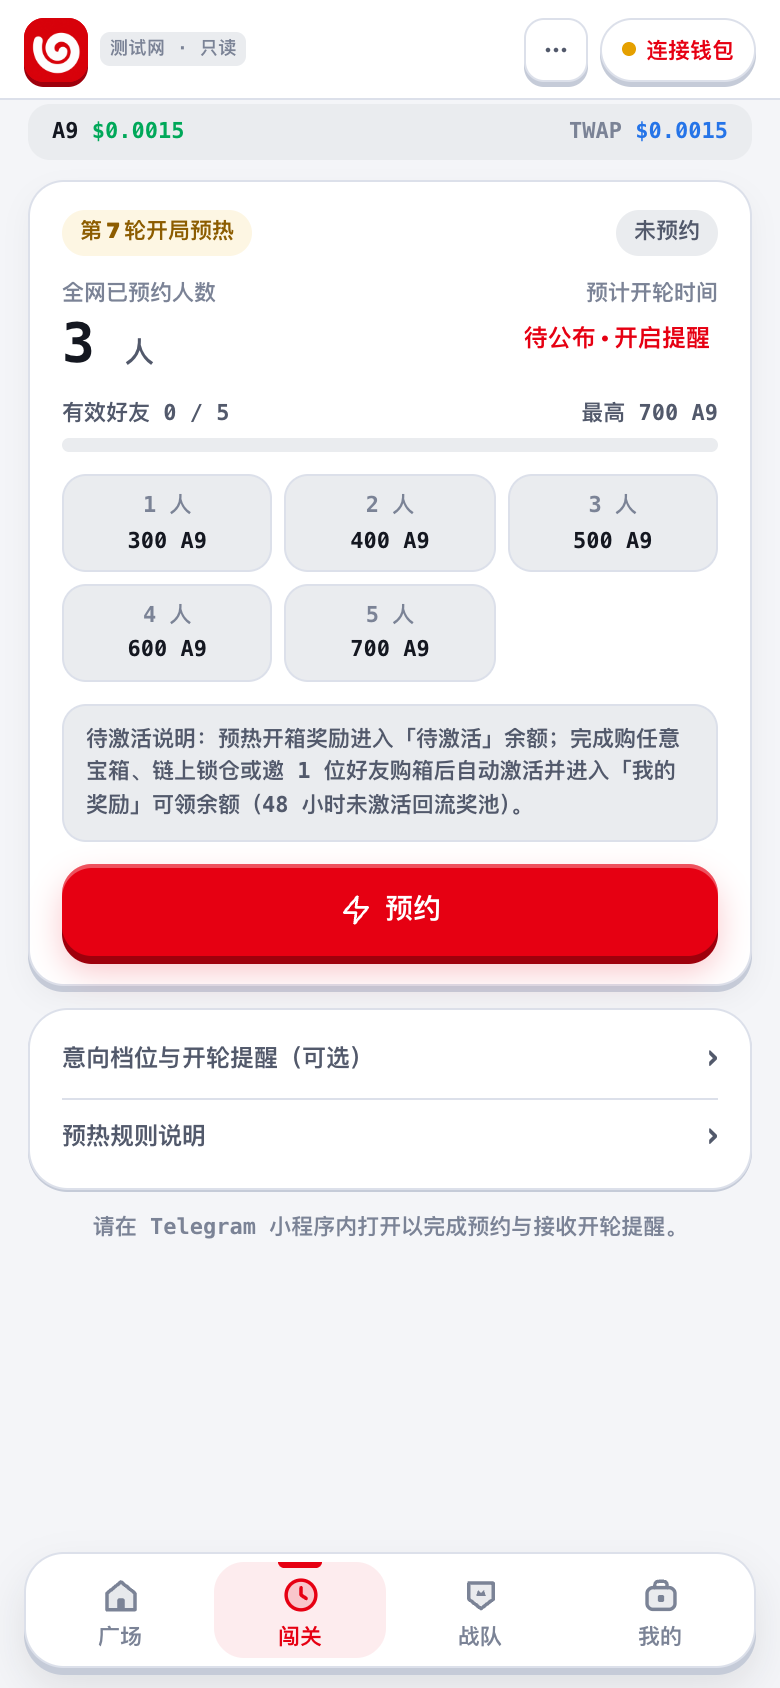 测试网 · 只读
···
连接钱包
A9 $0.0015
TWAP $0.0015
第 7 轮开局预热
未预约
全网已预约人数
预计开轮时间
3 人
待公布 • 开启提醒
有效好友 0 / 5
最高 700 A9
1 人
300 A9
2 人
400 A9
3 人
500 A9
4 人
600 A9
5 人
700 A9
待激活说明：预热开箱奖励进入「待激活」余额；完成购任意
宝箱、链上锁仓或邀 1 位好友购箱后自动激活并进入「我的
奖励」可领余额（48 小时未激活回流奖池）。
预约
意向档位与开轮提醒（可选）
预热规则说明
请在 Telegram 小程序内打开以完成预约与接收开轮提醒。
广场
闯关
战队
我的